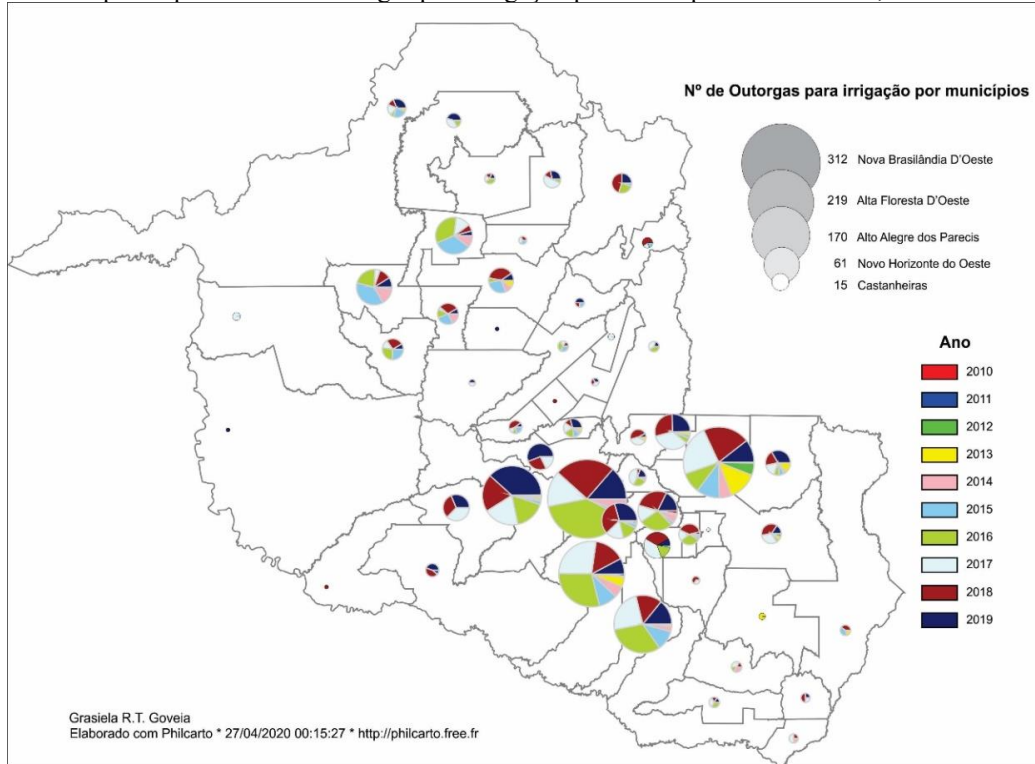 Nº de Outorgas para irrigação por municípios
312 Nova Brasilândia D'Oeste
219 Alta Floresta D'Oeste
170 Alto Alegre dos Parecis
61 Novo Horizonte do Oeste
15 Castanheiras
Ano
2010
2011
2012
2013
2014
2015
2016
2017
2018
2019
Grasiela R.T. Goveia
Elaborado com Philcarto * 27/04/2020 00:15:27 * http://philcarto.free.fr